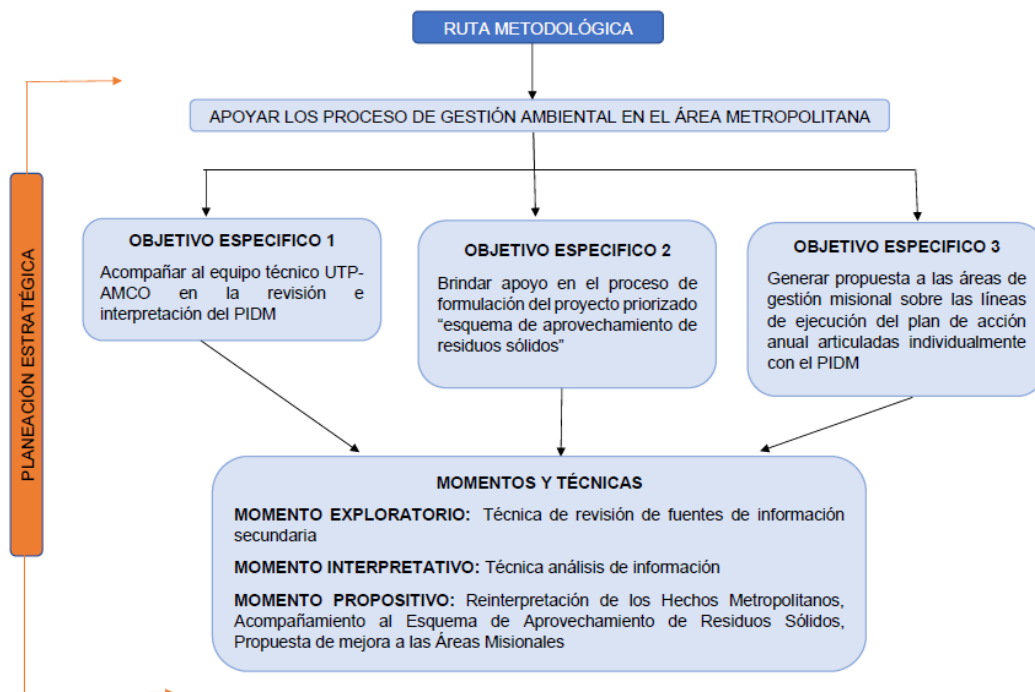 RUTA METODOLÓGICA
APOYAR LOS PROCESO DE GESTIÓN AMBIENTAL EN EL ÁREA METROPOLITANA
PLANEACIÓN ESTRATÉGICA
OBJETIVO ESPECIFICO 1
Acompañar al equipo técnico UTP-
AMCO en la revisión e
interpretación del PIDM
OBJETIVO ESPECIFICO 2
Brindar apoyo en el proceso de
formulación del proyecto priorizado
“esquema de aprovechamiento de
residuos sólidos”
OBJETIVO ESPECIFICO 3
Generar propuesta a las áreas de
gestión misional sobre las líneas
de ejecución del plan de acción
anual articuladas individualmente
con el PIDM
MOMENTOS Y TÉCNICAS
MOMENTO EXPLORATORIO: Técnica de revisión de fuentes de información
secundaria
MOMENTO INTERPRETATIVO: Técnica análisis de información
MOMENTO PROPOSITIVO: Reinterpretación de los Hechos Metropolitanos,
Acompañamiento al Esquema de Aprovechamiento de Residuos Sólidos,
Propuesta de mejora a las Áreas Misionales